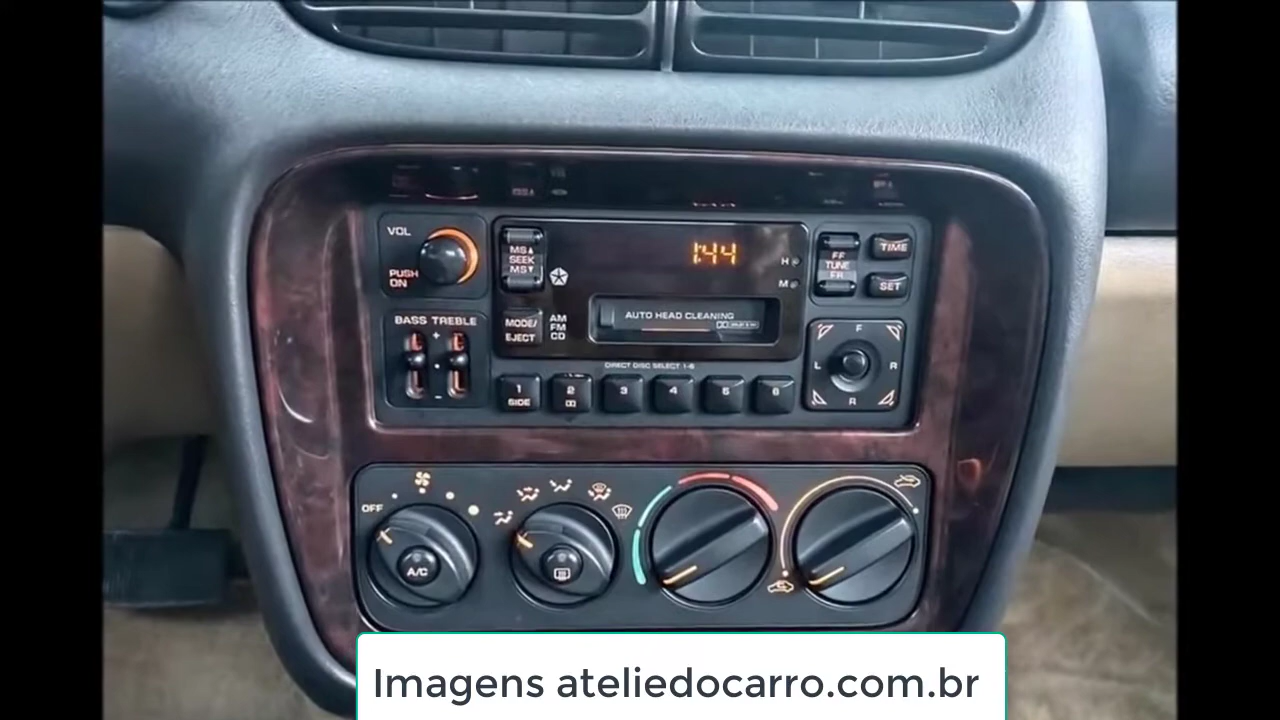 VOL
PUSH
ON
MS▲
SEEK
MS▼
1:44
H
M
FF
TUNE
FR
TIME
SET
BASS TREBLE
+
-
MODE/
EJECT
AM
FM
CD
AUTO HEAD CLEANING
DIRECT DISC SELECT 1-6
1
SIDE
2
3
4
5
6
F
L
R
R
OFF
A/C
Imagens ateliedocarro.com.br